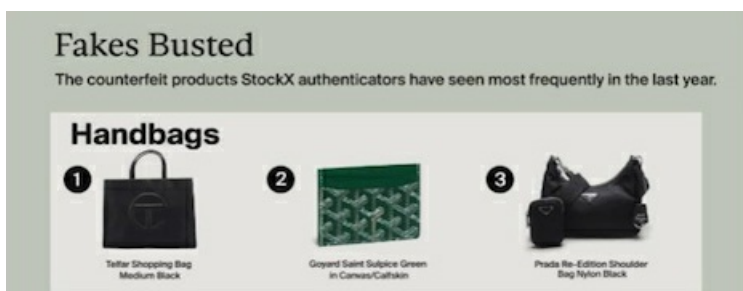 Fakes Busted
The counterfeit products StockX authenticators have seen most frequently in the last year.
Handbags
1
2
3
Telfar Shopping Bag
Medium Black
Goyard Saint Sulpice Green
in Canvas/Calfskin
Prada Re-Edition Shoulder
Bag Nylon Black